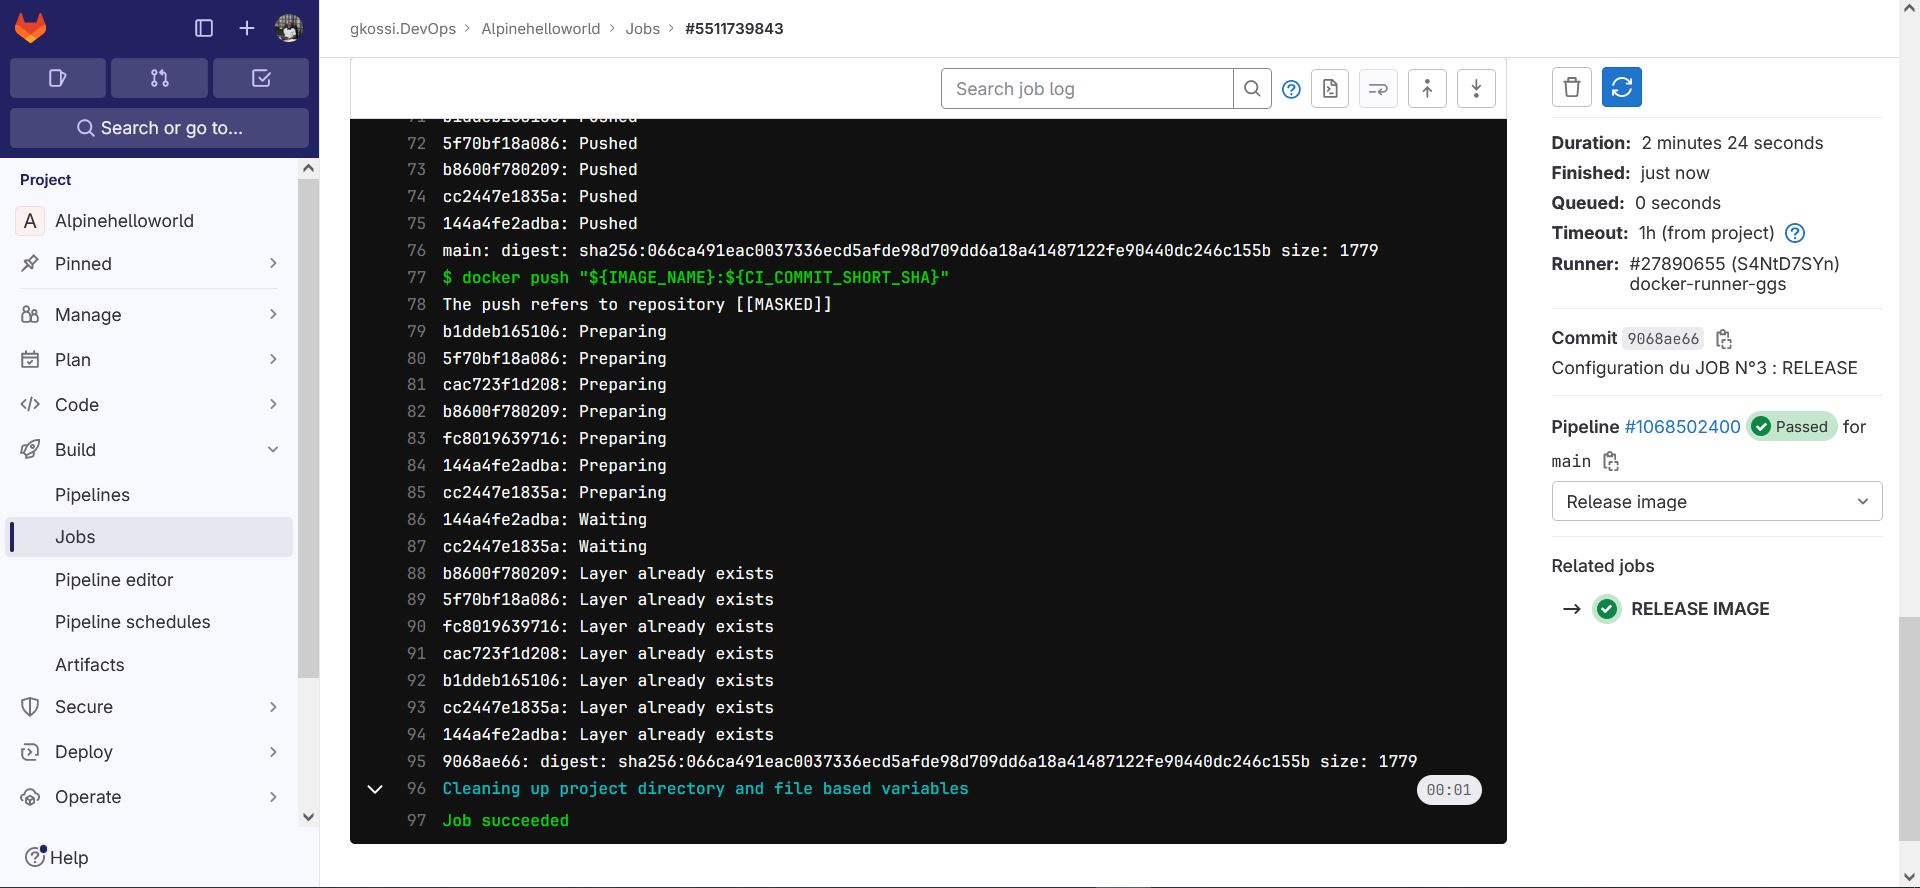 gkossi.DevOps > Alpinehelloworld > Jobs > #5511739843
Search or go to...
Project
A Alpinehelloworld
Pinned
Manage
Plan
Code
Build
Pipelines
Jobs
Pipeline editor
Pipeline schedules
Artifacts
Secure
Deploy
Operate
Help
Search job log
71 b1ddeb165106: Pushed
72 5f70bf18a086: Pushed
73 b8600f780209: Pushed
74 cc2447e1835a: Pushed
75 144a4fe2adba: Pushed
76 main: digest: sha256:066ca491eac0037336ecd5afde98d709dd6a18a41487122fe90440dc246c155b size: 1779
77 $ docker push "${IMAGE_NAME}:${CI_COMMIT_SHORT_SHA}"
78 The push refers to repository [[MASKED]]
79 b1ddeb165106: Preparing
80 5f70bf18a086: Preparing
81 cac723f1d208: Preparing
82 b8600f780209: Preparing
83 fc8019639716: Preparing
84 144a4fe2adba: Preparing
85 cc2447e1835a: Preparing
86 144a4fe2adba: Waiting
87 cc2447e1835a: Waiting
88 b8600f780209: Layer already exists
89 5f70bf18a086: Layer already exists
90 fc8019639716: Layer already exists
91 cac723f1d208: Layer already exists
92 b1ddeb165106: Layer already exists
93 cc2447e1835a: Layer already exists
94 144a4fe2adba: Layer already exists
95 9068ae66: digest: sha256:066ca491eac0037336ecd5afde98d709dd6a18a41487122fe90440dc246c155b size: 1779
96 Cleaning up project directory and file based variables 00:01
97 Job succeeded
Duration: 2 minutes 24 seconds
Finished: just now
Queued: 0 seconds
Timeout: 1h (from project)
Runner: #27890655 (S4NtD7SYn)
docker-runner-ggs
Commit 9068ae66
Configuration du JOB N°3 : RELEASE
Pipeline #1068502400 Passed for
main
Release image
Related jobs
→ RELEASE IMAGE